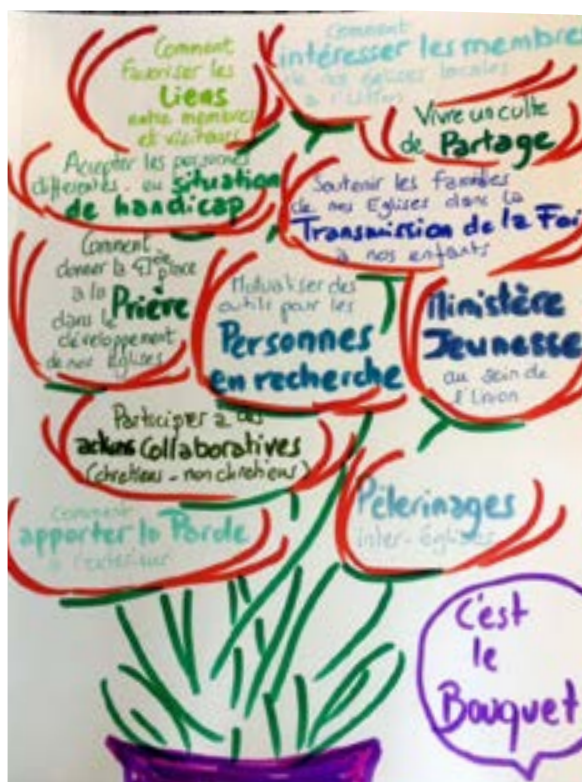 Comment
favoriser les
Liens
entre membres
et visiteurs
Comment
intéresser les membres
de nos églises locales
à l'Union
Vivre un culte
de Partage
Accepter les personnes
différentes en situation
de handicap
Soutenir les familles
de nos Eglises dans la
Transmission de la Foi
à nos enfants
Comment
donner la 1ère place
à la Prière
dans le
développement
de nos Églises
Mutualiser des
outils pour les
Personnes
en recherche
Ministère
Jeunesse
au sein de
l'Union
Participer à des
actions Collaboratives
(chrétiens - non chrétiens)
Comment
apporter la Parole
à l'extérieur
Pèlerinages
inter-églises
C'est
le
Bouquet